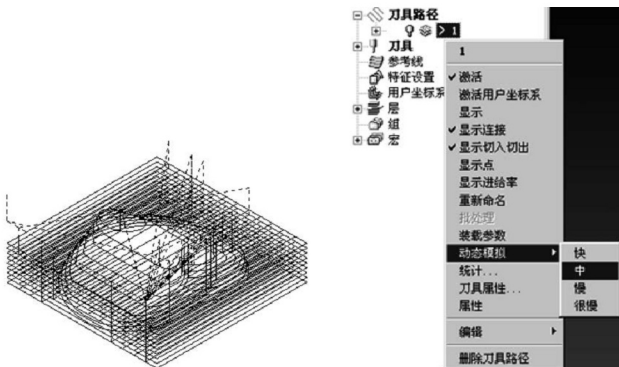 刀具路径
> 1
刀具
参考线
特征设置
用户坐标系
层
组
宏
1
激活
激活用户坐标系
显示
显示连接
显示切入切出
显示点
显示进给率
重新命名
批处理
装载参数
动态模拟
统计...
刀具属性...
属性
编辑
删除刀具路径
快
中
慢
很慢